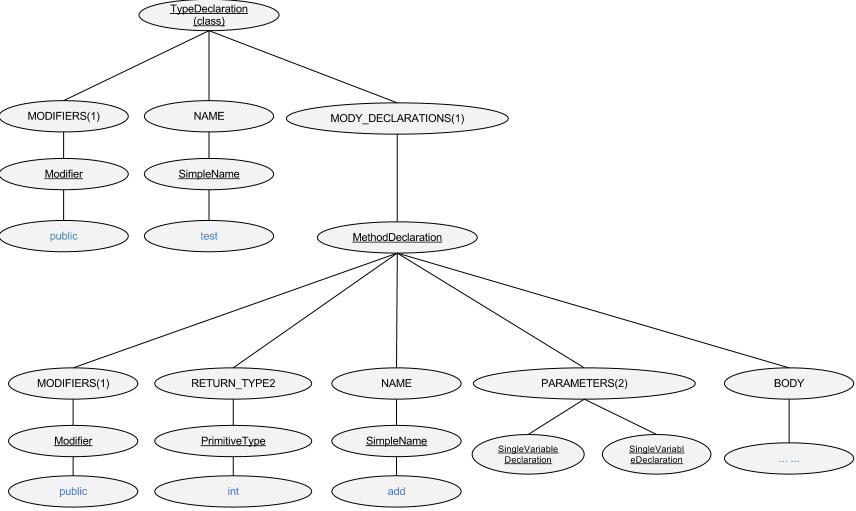 TypeDeclaration
(class)
MODIFIERS(1)
NAME
MODY_DECLARATIONS(1)
Modifier
SimpleName
public
test
MethodDeclaration
MODIFIERS(1)
RETURN_TYPE2
NAME
PARAMETERS(2)
BODY
Modifier
PrimitiveType
SimpleName
SingleVariable
Declaration
SingleVariabl
eDeclaration
... ...
public
int
add